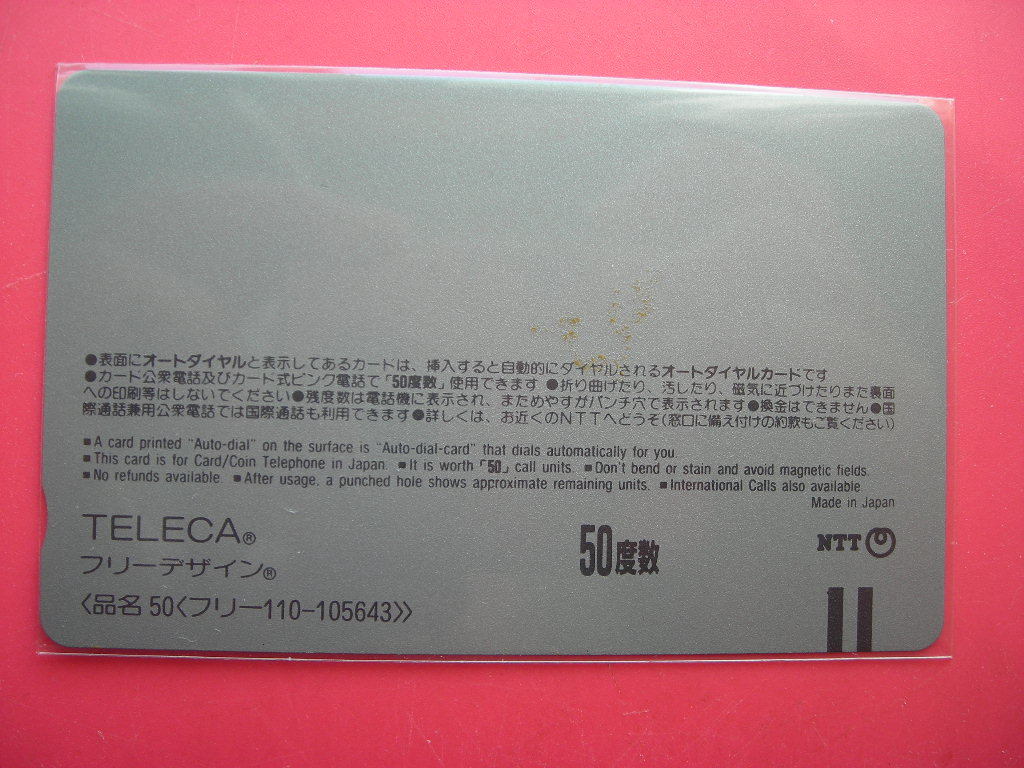 ●表面にオートダイヤルと表示してあるカードは、挿入すると自動的にダイヤルされるオートダイヤルカードです
●カード公衆電話及びカード式ピンク電話で「50度数」使用できます ●折り曲げたり、汚したり、磁気に近づけたりまた裏面
への印刷等はしないでください●残度数は電話機に表示され、まためやすがパンチ穴で表示されます●換金はできません●国
際通話兼用公衆電話では国際通話も利用できます●詳しくは、お近くのNTTへどうぞ(窓口に備え付けの約款もご覧ください)
■A card printed "Auto-dial" on the surface is "Auto-dial-card" that dials automatically for you.
■This card is for Card/Coin Telephone in Japan. ■It is worth「50」call units. ■Don't bend or stain and avoid magnetic fields.
■No refunds available. ■After usage, a punched hole shows approximate remaining units. ■International Calls also available.
Made in Japan
TELECA®
フリーデザイン®
50度数
NTT
〈品名 50〈フリー110-105643〉〉